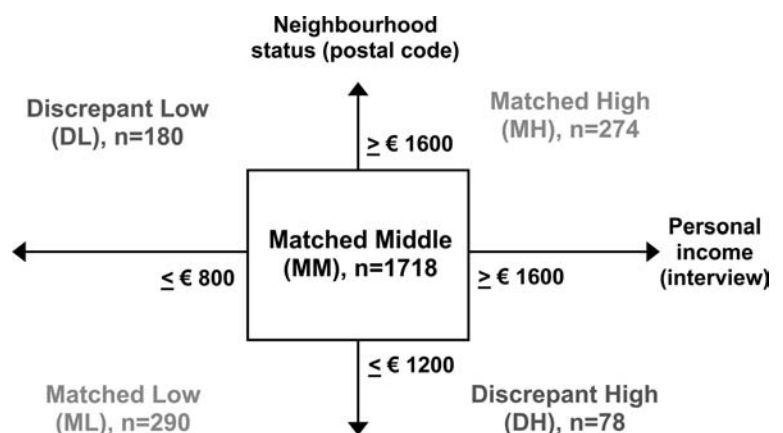 Neighbourhood
status (postal code)
Discrepant Low
(DL), n=180
Matched High
(MH), n=274
≥ € 1600
Matched Middle
(MM), n=1718
Personal
income
(interview)
≤ € 800
≥ € 1600
≤ € 1200
Matched Low
(ML), n=290
Discrepant High
(DH), n=78